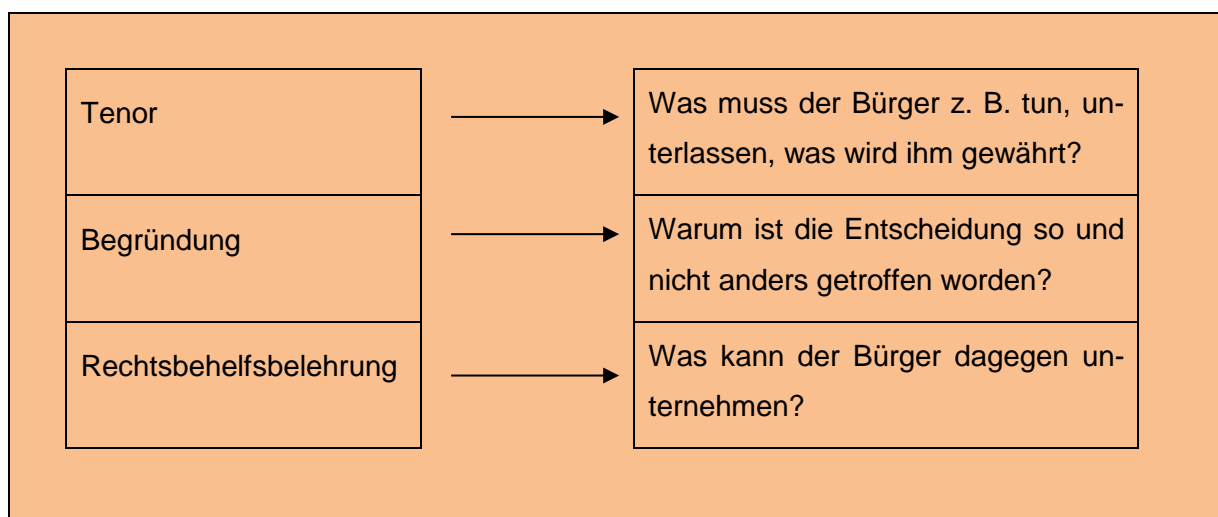 Tenor
Was muss der Bürger z. B. tun, un-
terlassen, was wird ihm gewährt?
Begründung
Warum ist die Entscheidung so und
nicht anders getroffen worden?
Rechtsbehelfsbelehrung
Was kann der Bürger dagegen un-
ternehmen?